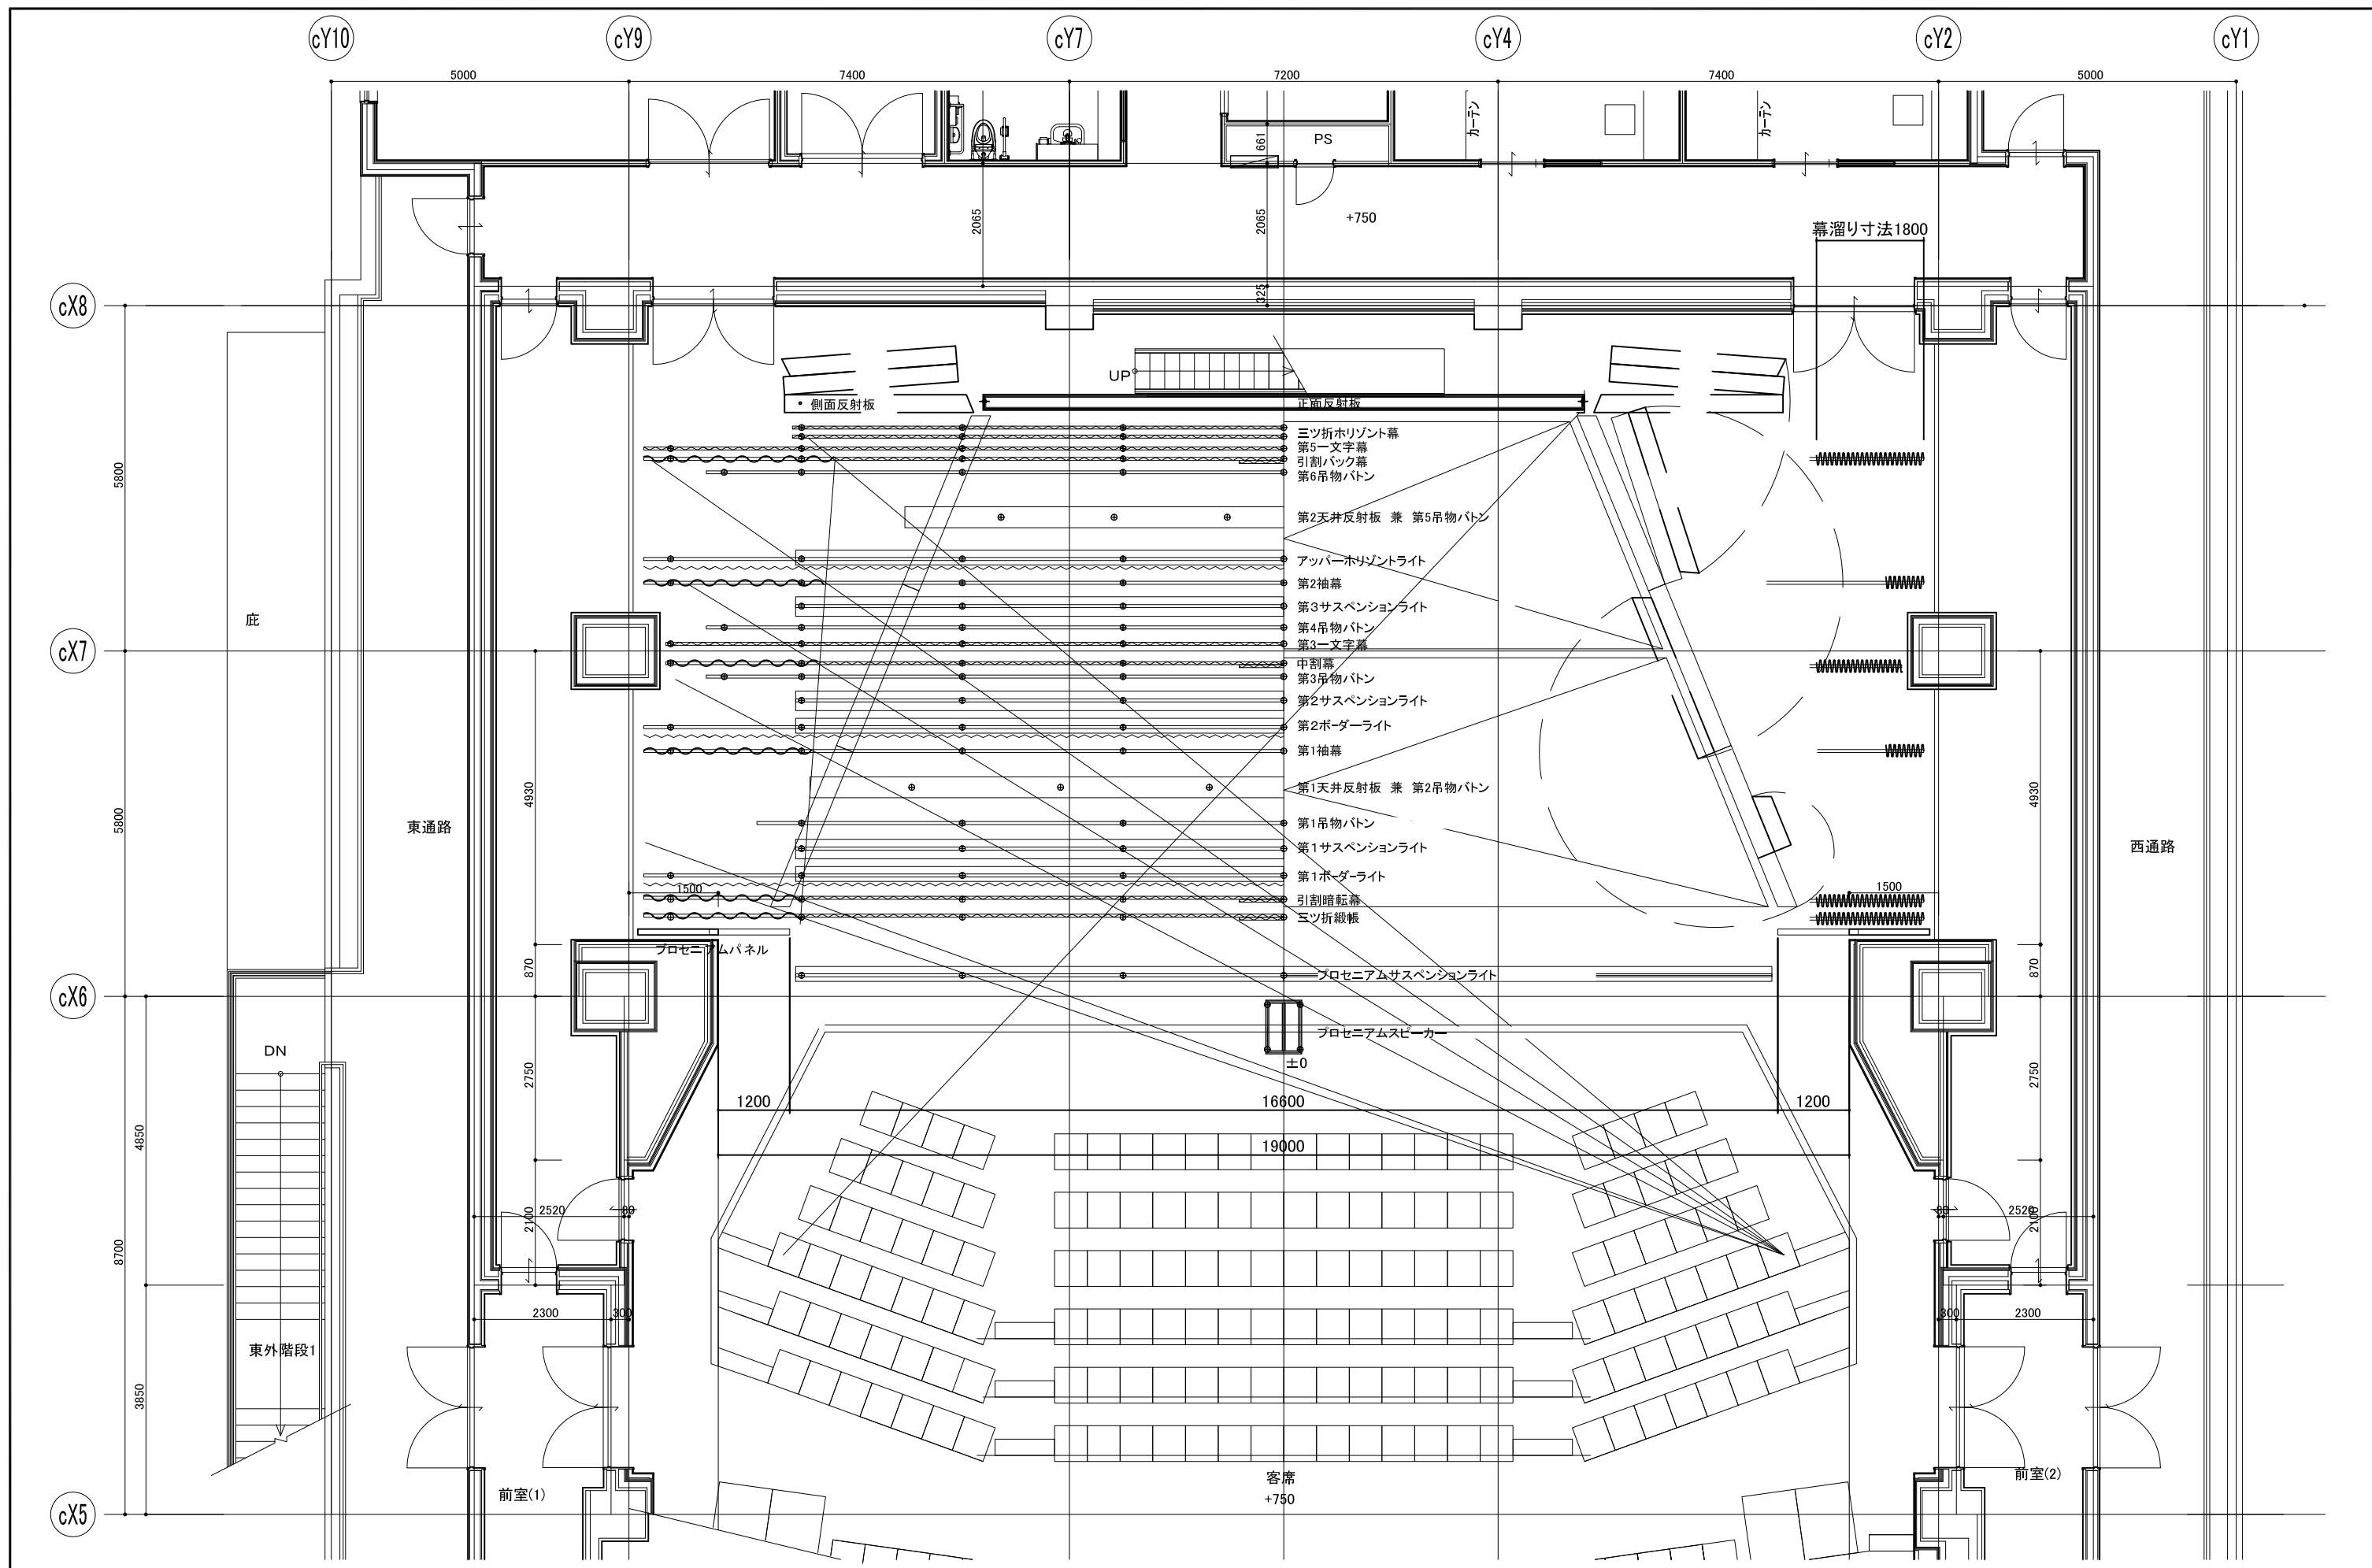 cY10
cY9
cY7
cY4
cY2
cY1
5000
7400
7200
7400
5000
661
PS
カーテン
カーテン
2065
2065
+750
幕溜り寸法1800
cX8
325
UP
側面反射板
正面反射板
三ツ折ホリゾント幕
第5一文字幕
引割バック幕
第6吊物バトン
5800
第2天井反射板 兼 第5吊物バトン
アッパーホリゾントライト
第2袖幕
第3サスペンションライト
庇
第4吊物バトン
第3一文字幕
cX7
中割幕
第3吊物バトン
第2サスペンションライト
第2ボーダーライト
第1袖幕
第1天井反射板 兼 第2吊物バトン
4930
4930
5800
東通路
第1吊物バトン
第1サスペンションライト
西通路
第1ボーダーライト
1500
1500
引割暗転幕
三ツ折緞帳
プロセニアムパネル
870
870
プロセニアムサスペンションライト
cX6
プロセニアムスピーカー
DN
±0
2750
2750
1200
16600
1200
4850
19000
2520
80
80
2520
2100
2100
8700
2300
300
300
2300
東外階段1
3850
客席
前室(1)
+750
前室(2)
cX5